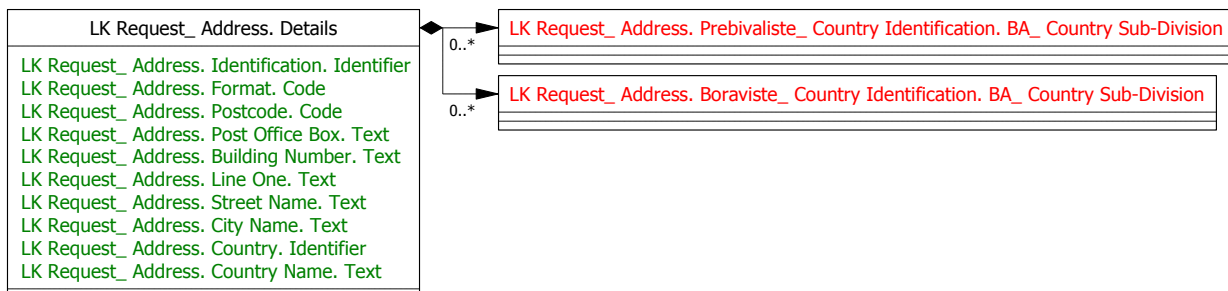 LK Request_ Address. Details
LK Request_ Address. Identification. Identifier
LK Request_ Address. Format. Code
LK Request_ Address. Postcode. Code
LK Request_ Address. Post Office Box. Text
LK Request_ Address. Building Number. Text
LK Request_ Address. Line One. Text
LK Request_ Address. Street Name. Text
LK Request_ Address. City Name. Text
LK Request_ Address. Country. Identifier
LK Request_ Address. Country Name. Text
0..*
LK Request_ Address. Prebivaliste_ Country Identification. BA_ Country Sub-Division
0..*
LK Request_ Address. Boraviste_ Country Identification. BA_ Country Sub-Division